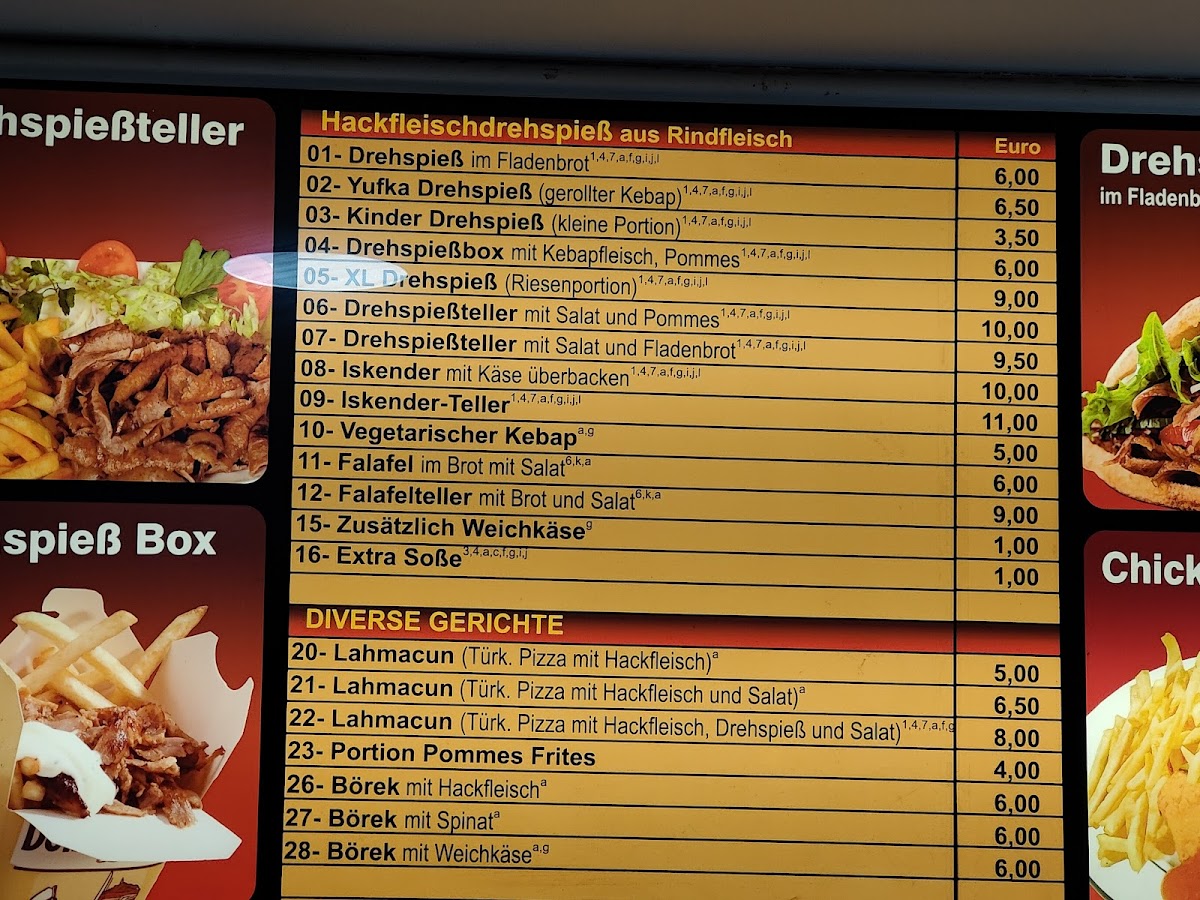 hspießteller
spieß Box
Hackfleischdrehspieß aus Rindfleisch Euro
01- Drehspieß im Fladenbrot1,4,7,a,f,g,i,j,l 6,00
02- Yufka Drehspieß (gerollter Kebap)1,4,7,a,f,g,i,j,l 6,50
03- Kinder Drehspieß (kleine Portion)1,4,7,a,f,g,i,j,l 3,50
04- Drehspießbox mit Kebapfleisch, Pommes1,4,7,a,f,g,i,j,l 6,00
05- XL Drehspieß (Riesenportion)1,4,7,a,f,g,i,j,l 9,00
06- Drehspießteller mit Salat und Pommes1,4,7,a,f,g,i,j,l 10,00
07- Drehspießteller mit Salat und Fladenbrot1,4,7,a,f,g,i,j,l 9,50
08- Iskender mit Käse überbacken1,4,7,a,f,g,i,j,l 10,00
09- Iskender-Teller1,4,7,a,f,g,i,j,l 11,00
10- Vegetarischer Kebapa,g 5,00
11- Falafel im Brot mit Salat6,k,a 6,00
12- Falafelteller mit Brot und Salat6,k,a 9,00
15- Zusätzlich Weichkäseg 1,00
16- Extra Soße3,4,a,c,f,g,i,j 1,00
DIVERSE GERICHTE
20- Lahmacun (Türk. Pizza mit Hackfleisch)a 5,00
21- Lahmacun (Türk. Pizza mit Hackfleisch und Salat)a 6,50
22- Lahmacun (Türk. Pizza mit Hackfleisch, Drehspieß und Salat)1,4,7,a,f,g 8,00
23- Portion Pommes Frites 4,00
26- Börek mit Hackfleischa 6,00
27- Börek mit Spinata 6,00
28- Börek mit Weichkäsea,g 6,00
Drehs
im Fladenb
Chick